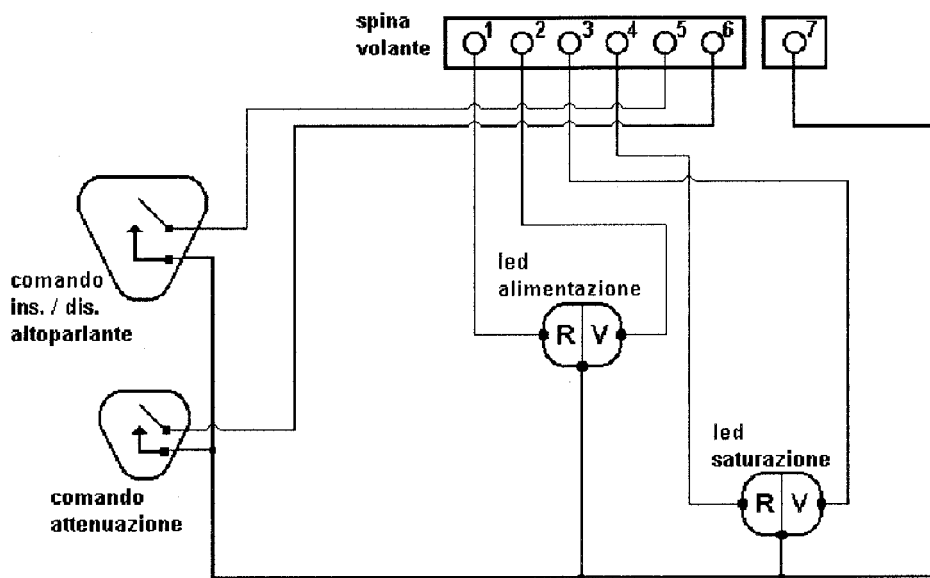 spina
volante
1 2 3 4 5 6 7
comando
ins. / dis.
altoparlante
led
alimentazione
R V
comando
attenuazione
led
saturazione
R V